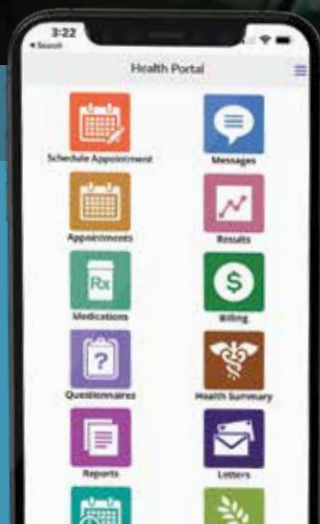 3:22
◀ Search
Health Portal
Schedule Appointment
Messages
Appointments
Results
Rx
Medications
$
Billing
?
Questionnaires
Health Summary
Reports
Letters